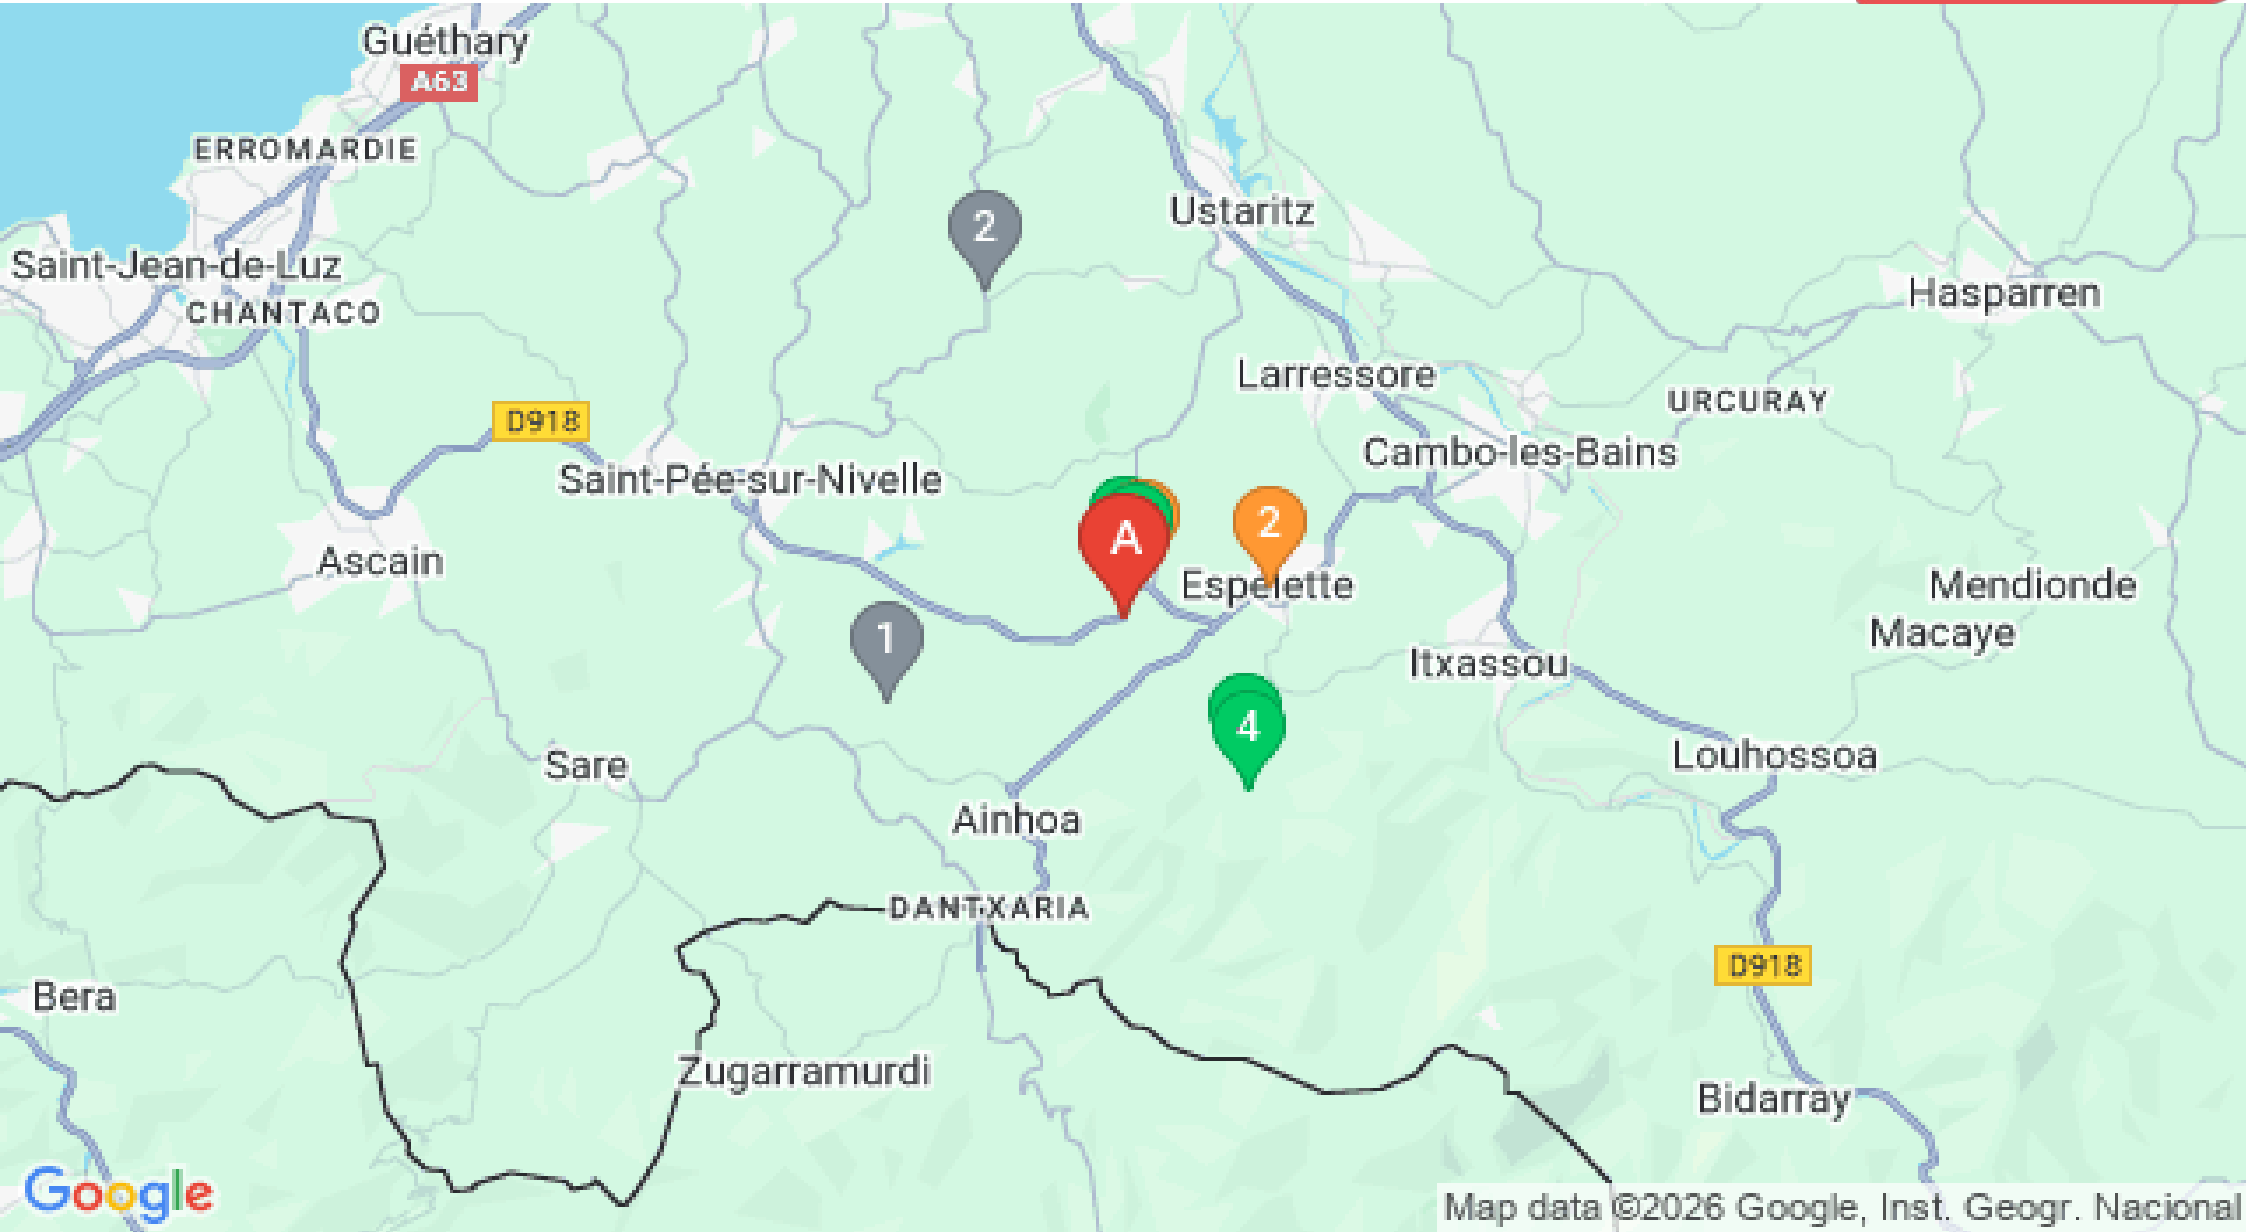 Guéthary
A63
ERROMARDIE
2
Ustaritz
Saint-Jean-de-Luz
CHANTACO
Hasparren
Larressore
URCURAY
D918
Cambo-les-Bains
Saint-Pée-sur-Nivelle
2
A
Ascain
Espelette
Mendionde
1
Macaye
Itxassou
4
Louhossoa
Sare
Ainhoa
DANTXARIA
D918
Bera
Zugarramurdi
Bidarray
Google
Map data ©2026 Google, Inst. Geogr. Nacional